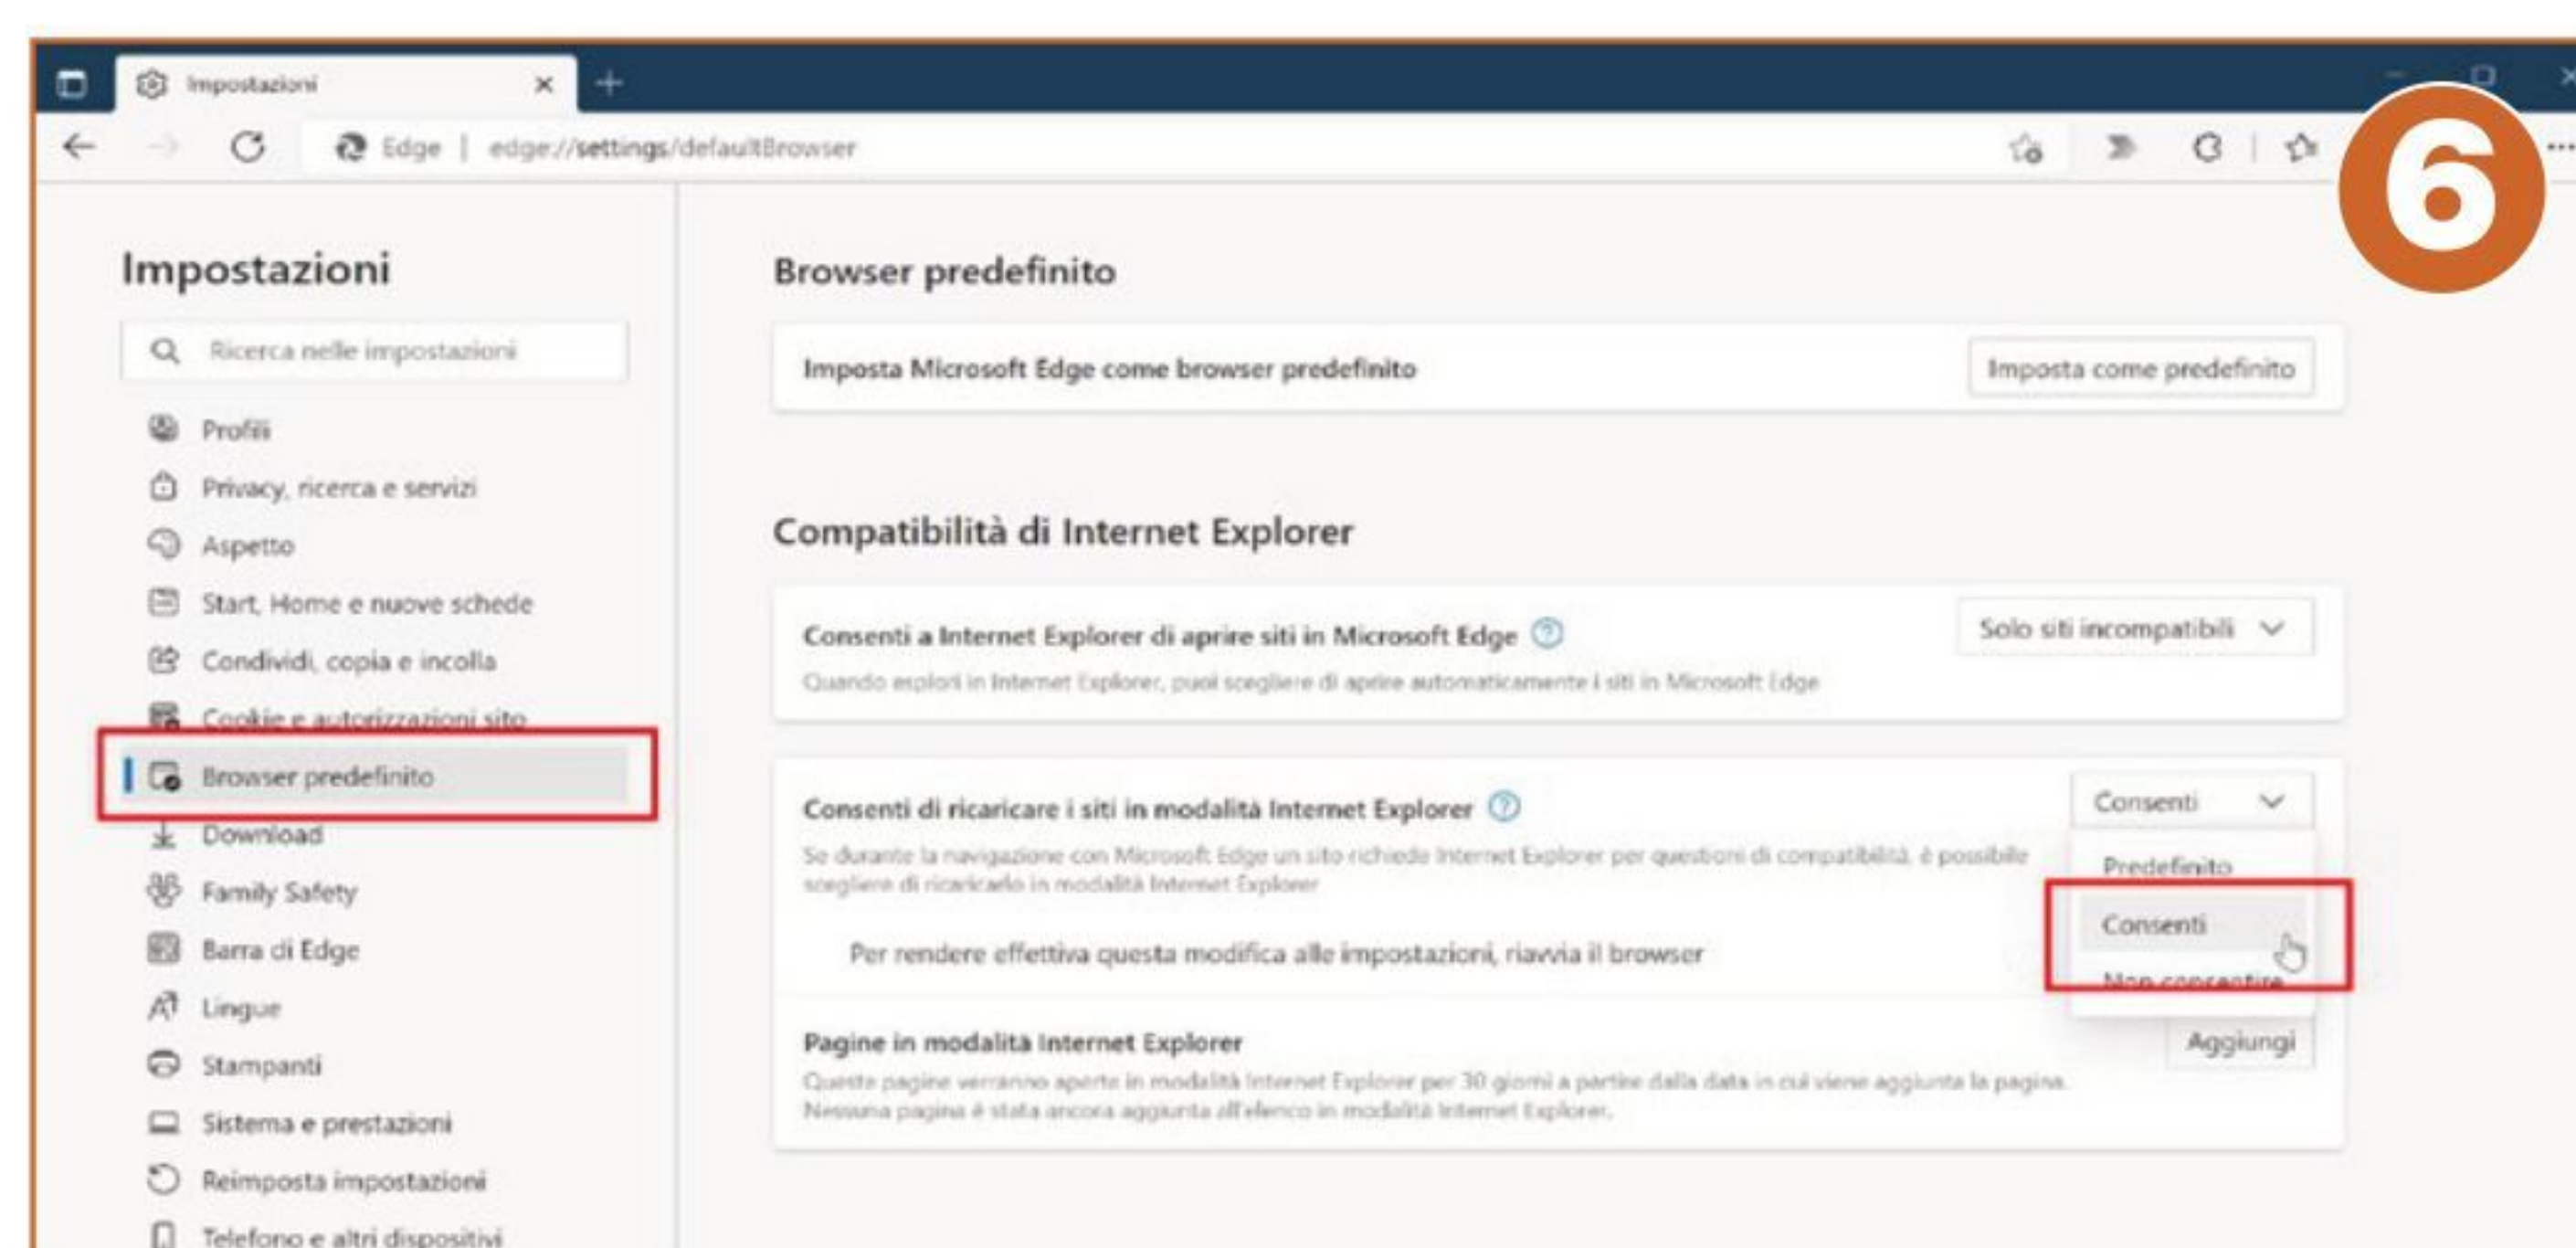 Impostazioni
Edge | edge://settings/defaultBrowser
6
Impostazioni
Ricerca nelle impostazioni
Profili
Privacy, ricerca e servizi
Aspetto
Start, Home e nuove schede
Condividi, copia e incolla
Cookie e autorizzazioni sito
Browser predefinito
Download
Family Safety
Barra di Edge
Lingue
Stampanti
Sistema e prestazioni
Reimposta impostazioni
Telefono e altri dispositivi
Browser predefinito
Imposta Microsoft Edge come browser predefinito
Imposta come predefinito
Compatibilità di Internet Explorer
Consenti a Internet Explorer di aprire siti in Microsoft Edge
Solo siti incompatibili
Quando esplori in Internet Explorer, puoi scegliere di aprire automaticamente i siti in Microsoft Edge
Consenti di ricaricare i siti in modalità Internet Explorer
Consenti
Se durante la navigazione con Microsoft Edge un sito richiede Internet Explorer per questioni di compatibilità, è possibile
scegliere di ricaricarlo in modalità Internet Explorer
Predefinito
Consenti
Non consentire
Per rendere effettiva questa modifica alle impostazioni, riavvia il browser
Pagine in modalità Internet Explorer
Aggiungi
Queste pagine verranno aperte in modalità Internet Explorer per 30 giorni a partire dalla data in cui viene aggiunta la pagina.
Nessuna pagina è stata ancora aggiunta all'elenco in modalità Internet Explorer.